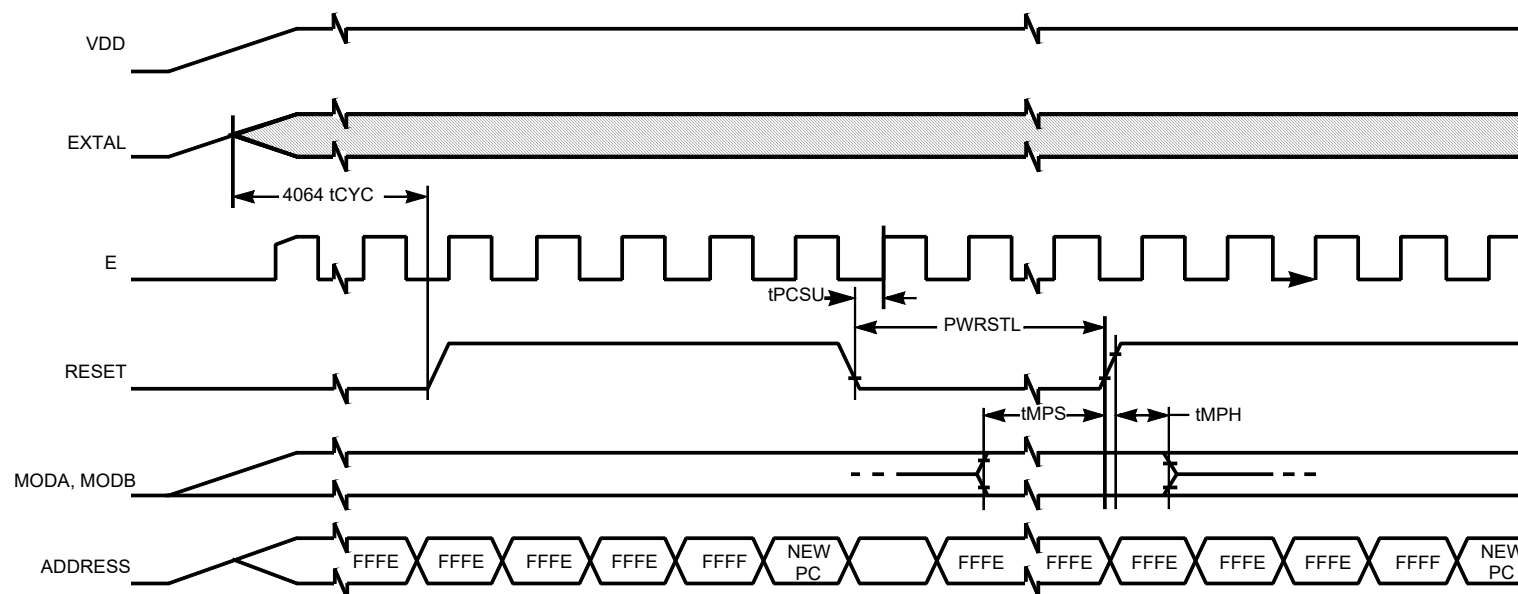 VDD
EXTAL
4064 tCYC
E
tPCSU
PWRSTL
RESET
tMPS
tMPH
MODA, MODB
ADDRESS
FFFE
FFFE
FFFE
FFFE
FFFF
NEW
PC
FFFE
FFFE
FFFE
FFFE
FFFE
FFFF
NEW
PC